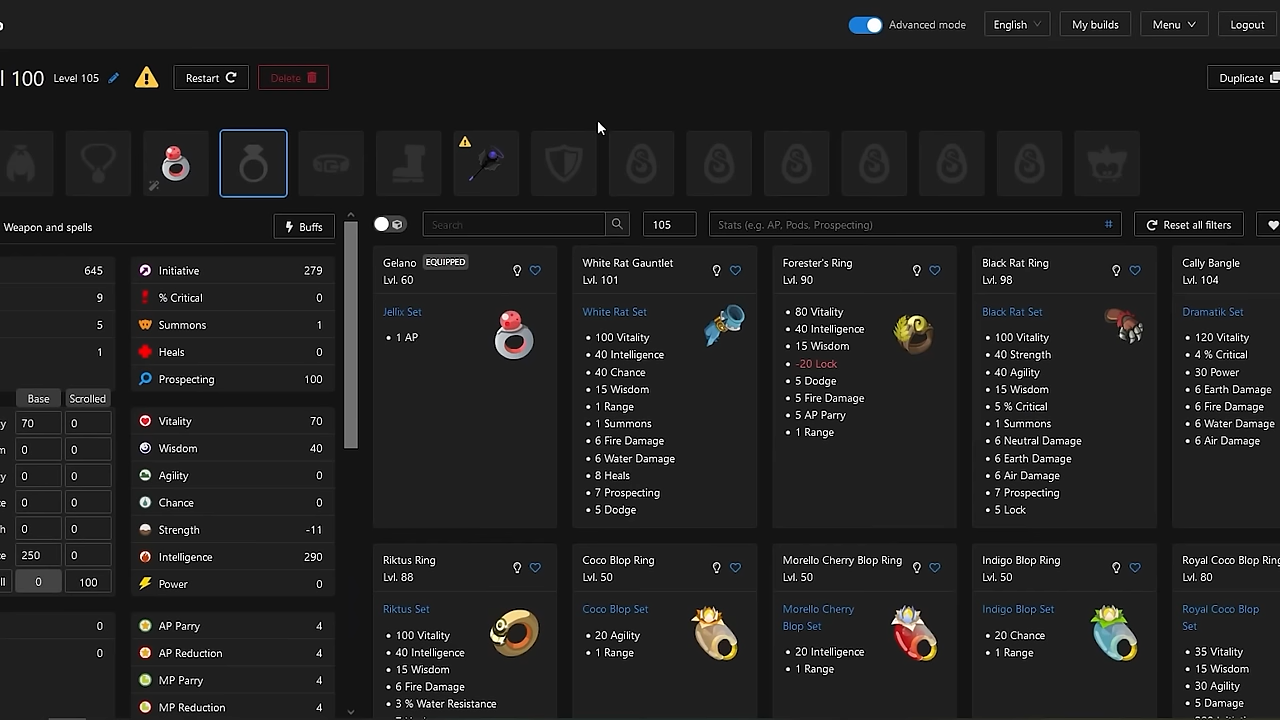 l 100 Level 105 Restart Delete
Advanced mode English My builds Menu Logout
Duplicate
Weapon and spells Buffs
645
9
5
1
Base Scrolled
70 0
0 0
0 0
0 0
0 0
250 0
0 100
0
0
Initiative 279
% Critical 0
Summons 1
Heals 0
Prospecting 100
Vitality 70
Wisdom 40
Agility 0
Chance 0
Strength -11
Intelligence 290
Power 0
AP Parry 4
AP Reduction 4
MP Parry 4
MP Reduction 4
Search 105 Stats (e.g. AP, Pods, Prospecting) # Reset all filters
Gelano EQUIPPED
Lvl. 60
Jellix Set
• 1 AP
White Rat Gauntlet
Lvl. 101
White Rat Set
• 100 Vitality
• 40 Intelligence
• 40 Chance
• 15 Wisdom
• 1 Range
• 1 Summons
• 6 Fire Damage
• 6 Water Damage
• 8 Heals
• 7 Prospecting
• 5 Dodge
Forester's Ring
Lvl. 90
• 80 Vitality
• 40 Intelligence
• 15 Wisdom
• -20 Lock
• 5 Dodge
• 5 Fire Damage
• 5 AP Parry
• 1 Range
Black Rat Ring
Lvl. 98
Black Rat Set
• 100 Vitality
• 40 Strength
• 40 Agility
• 15 Wisdom
• 5 % Critical
• 1 Summons
• 6 Neutral Damage
• 6 Earth Damage
• 6 Air Damage
• 7 Prospecting
• 5 Lock
Cally Bangle
Lvl. 104
Dramatik Set
• 120 Vitality
• 4 % Critical
• 30 Power
• 6 Earth Damage
• 6 Fire Damage
• 6 Water Damage
• 6 Air Damage
Riktus Ring
Lvl. 88
Riktus Set
• 100 Vitality
• 40 Intelligence
• 15 Wisdom
• 6 Fire Damage
• 3 % Water Resistance
Coco Blop Ring
Lvl. 50
Coco Blop Set
• 20 Agility
• 1 Range
Morello Cherry Blop Ring
Lvl. 50
Morello Cherry
Blop Set
• 20 Intelligence
• 1 Range
Indigo Blop Ring
Lvl. 50
Indigo Blop Set
• 20 Chance
• 1 Range
Royal Coco Blop Ring
Lvl. 80
Royal Coco Blop
Set
• 35 Vitality
• 15 Wisdom
• 30 Agility
• 5 Damage